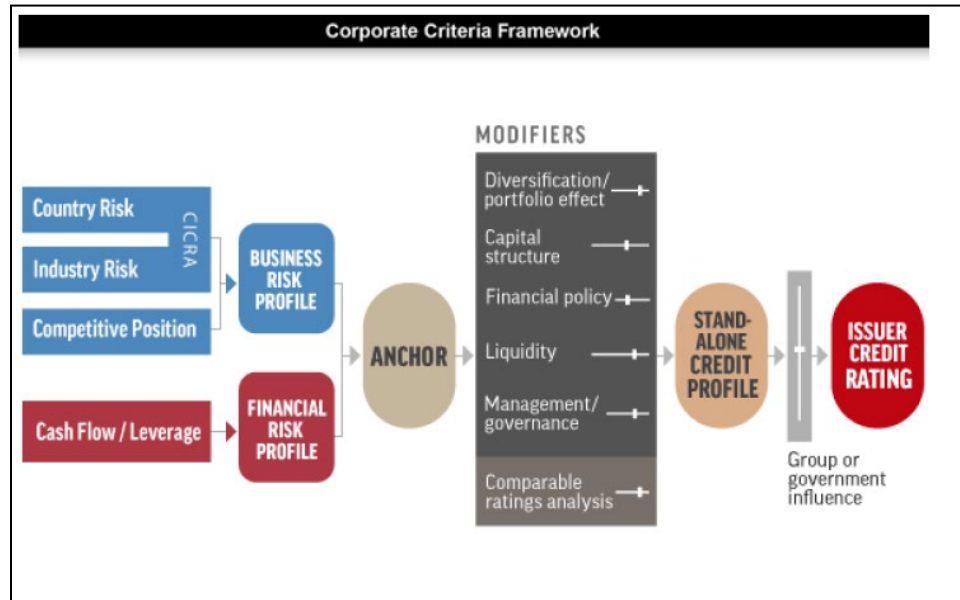 Corporate Criteria Framework
MODIFIERS
Country Risk
CICRA
Industry Risk
Competitive Position
Cash Flow / Leverage
BUSINESS
RISK
PROFILE
FINANCIAL
RISK
PROFILE
ANCHOR
Diversification/
portfolio effect
Capital
structure
Financial policy
Liquidity
Management/
governance
Comparable
ratings analysis
STAND-
ALONE
CREDIT
PROFILE
Group or
government
influence
ISSUER
CREDIT
RATING